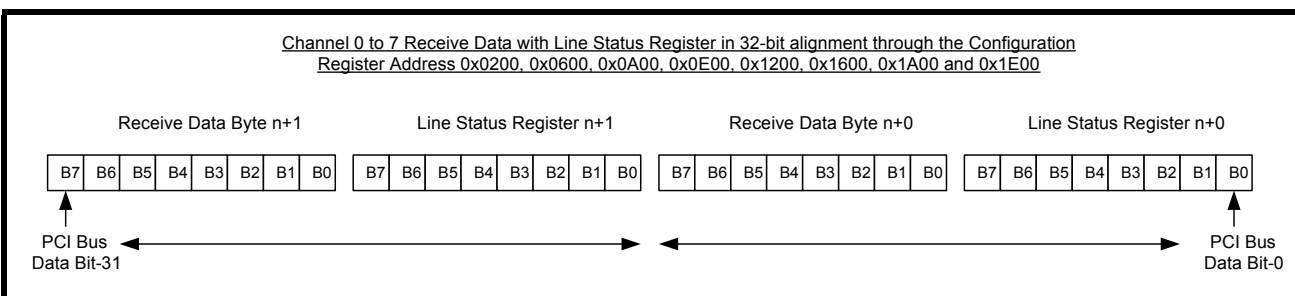 Channel 0 to 7 Receive Data with Line Status Register in 32-bit alignment through the Configuration
Register Address 0x0200, 0x0600, 0x0A00, 0x0E00, 0x1200, 0x1600, 0x1A00 and 0x1E00
Receive Data Byte n+1 Line Status Register n+1 Receive Data Byte n+0 Line Status Register n+0
B7 B6 B5 B4 B3 B2 B1 B0 B7 B6 B5 B4 B3 B2 B1 B0 B7 B6 B5 B4 B3 B2 B1 B0 B7 B6 B5 B4 B3 B2 B1 B0
PCI Bus PCI Bus
Data Bit-31 Data Bit-0